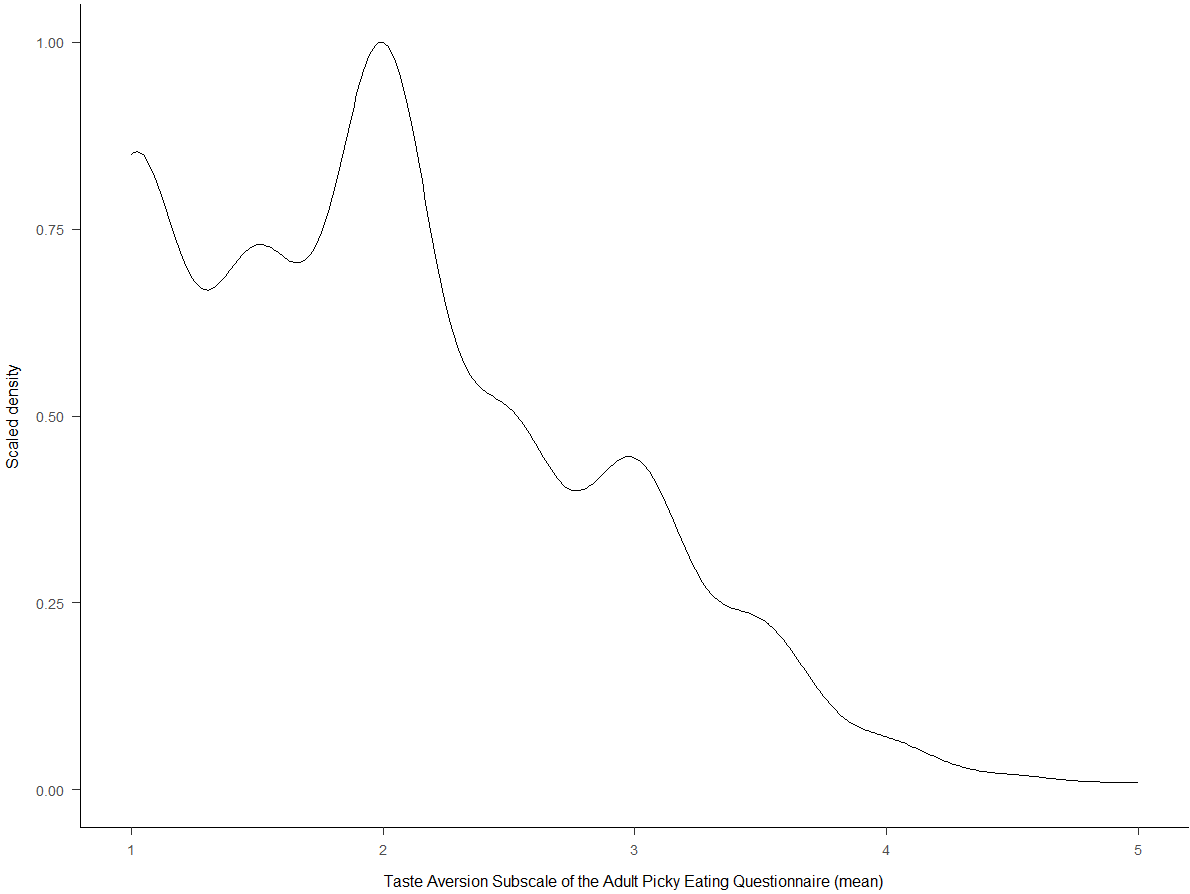 1.00
0.75
0.50
0.25
0.00
Scaled density
1 2 3 4 5
Taste Aversion Subscale of the Adult Picky Eating Questionnaire (mean)